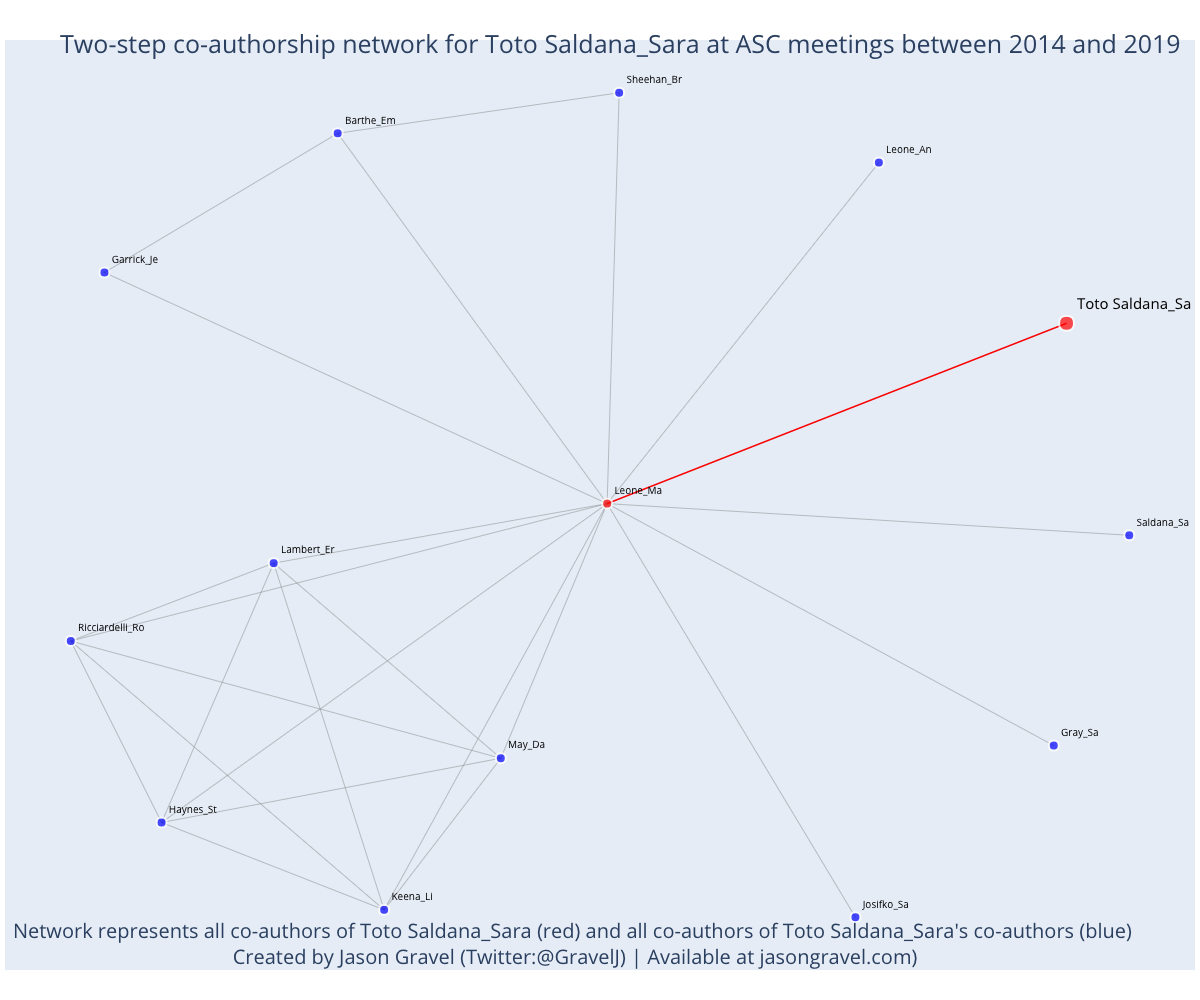 Two-step co-authorship network for Toto Saldana_Sara at ASC meetings between 2014 and 2019
Sheehan_Br
Barthe_Em
Leone_An
Garrick_Je
Toto Saldana_Sa
Leone_Ma
Saldana_Sa
Lambert_Er
Ricciardelli_Ro
Gray_Sa
May_Da
Haynes_St
Keena_Li
Josifko_Sa
Network represents all co-authors of Toto Saldana_Sara (red) and all co-authors of Toto Saldana_Sara's co-authors (blue)
Created by Jason Gravel (Twitter:@GravelJ) | Available at jasongravel.com)